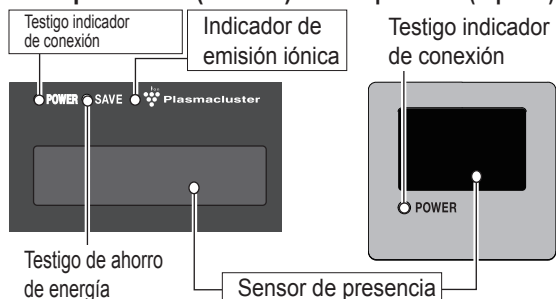 Testigo indicador
de conexión
Indicador de
emisión iónica
Testigo indicador
de conexión
POWER SAVE Plasmacluster
POWER
Testigo de ahorro
de energía
Sensor de presencia